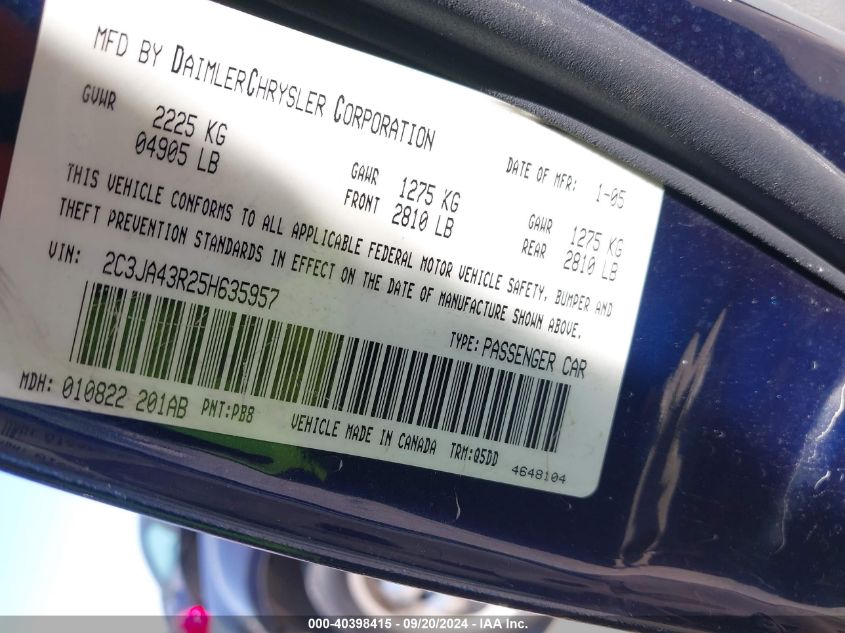 MFD BY DAIMLERCHRYSLER CORPORATION
DATE OF MFR: 1-05
GVWR 2225 KG
04905 LB
GAWR FRONT 1275 KG
2810 LB
GAWR REAR 1275 KG
2810 LB
THIS VEHICLE CONFORMS TO ALL APPLICABLE FEDERAL MOTOR VEHICLE SAFETY, BUMPER AND
THEFT PREVENTION STANDARDS IN EFFECT ON THE DATE OF MANUFACTURE SHOWN ABOVE.
VIN: 2C3JA43R25H635957
TYPE: PASSENGER CAR
MDH: 010822 201AB PNT:PB8
VEHICLE MADE IN CANADA TRM:Q5DD
4648104
000-40398415 - 09/20/2024 - IAA Inc.